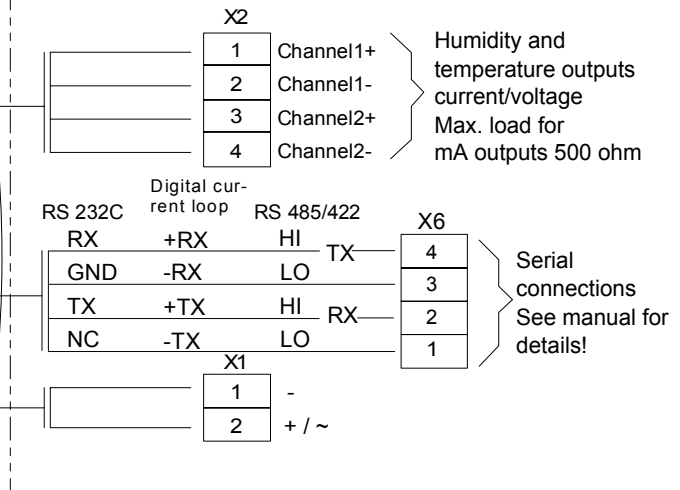 X2
1 Channel1+
2 Channel1-
3 Channel2+
4 Channel2-
Humidity and
temperature outputs
current/voltage
Max. load for
mA outputs 500 ohm
RS 232C
Digital cur-
rent loop
RS 485/422
X6
RX +RX HI TX 4
GND -RX LO 3
TX +TX HI RX 2
NC -TX LO 1
Serial
connections
See manual for
details!
X1
1 -
2 + / ~